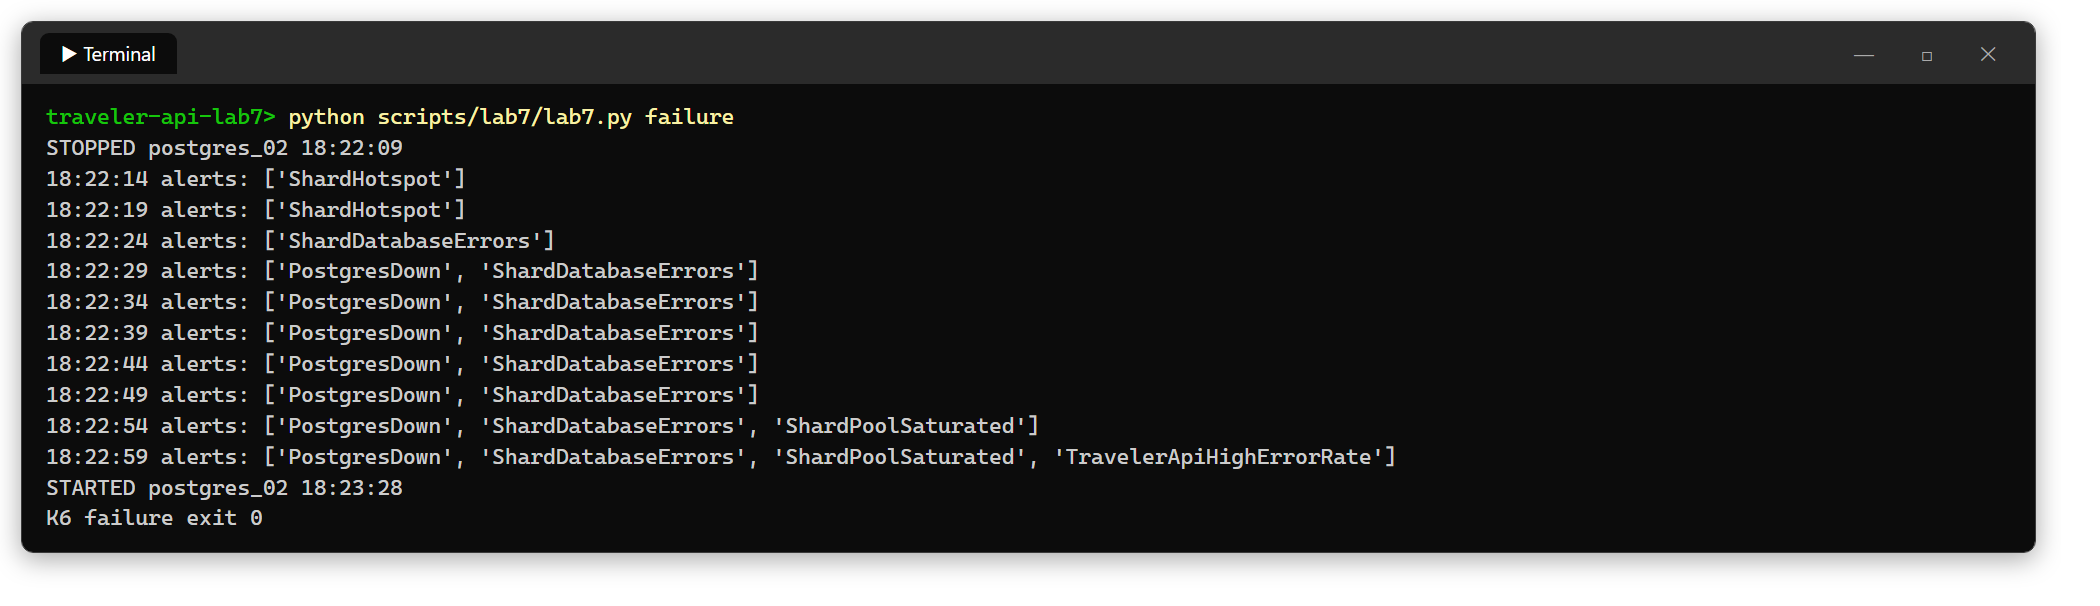 ▶ Terminal
traveler-api-lab7> python scripts/lab7/lab7.py failure
STOPPED postgres_02 18:22:09
18:22:14 alerts: ['ShardHotspot']
18:22:19 alerts: ['ShardHotspot']
18:22:24 alerts: ['ShardDatabaseErrors']
18:22:29 alerts: ['PostgresDown', 'ShardDatabaseErrors']
18:22:34 alerts: ['PostgresDown', 'ShardDatabaseErrors']
18:22:39 alerts: ['PostgresDown', 'ShardDatabaseErrors']
18:22:44 alerts: ['PostgresDown', 'ShardDatabaseErrors']
18:22:49 alerts: ['PostgresDown', 'ShardDatabaseErrors']
18:22:54 alerts: ['PostgresDown', 'ShardDatabaseErrors', 'ShardPoolSaturated']
18:22:59 alerts: ['PostgresDown', 'ShardDatabaseErrors', 'ShardPoolSaturated', 'TravelerApiHighErrorRate']
STARTED postgres_02 18:23:28
K6 failure exit 0